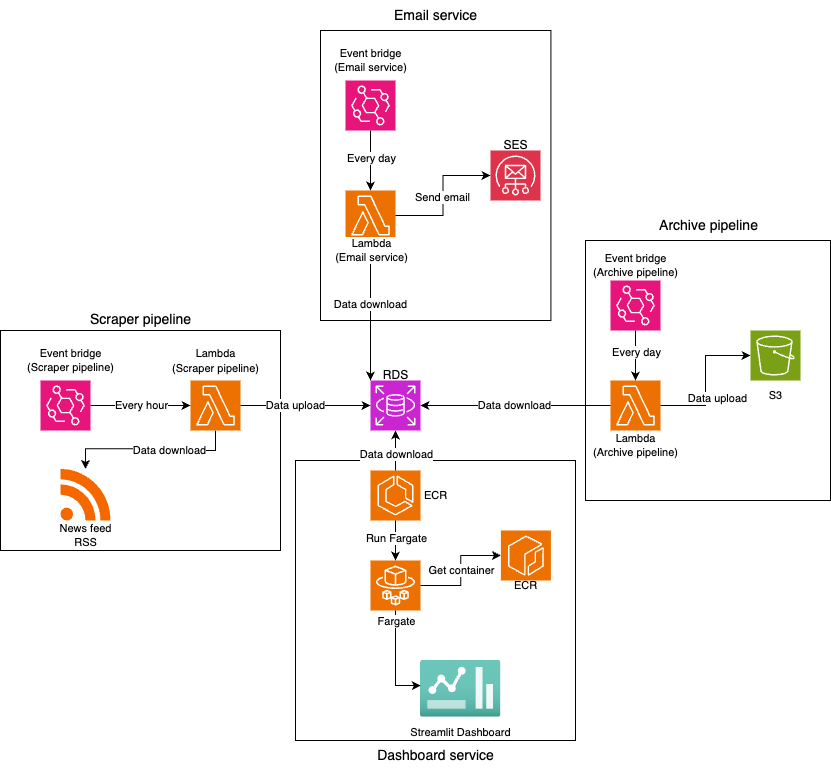 Email service
Event bridge
(Email service)
Every day
SES
Send email
Lambda
(Email service)
Data download
Archive pipeline
Event bridge
(Archive pipeline)
Every day
Data upload
S3
Lambda
(Archive pipeline)
Data download
Scraper pipeline
Event bridge
(Scraper pipeline)
Lambda
(Scraper pipeline)
Every hour
Data upload
Data download
News feed
RSS
RDS
Data download
ECR
Run Fargate
Get container
ECR
Fargate
Streamlit Dashboard
Dashboard service